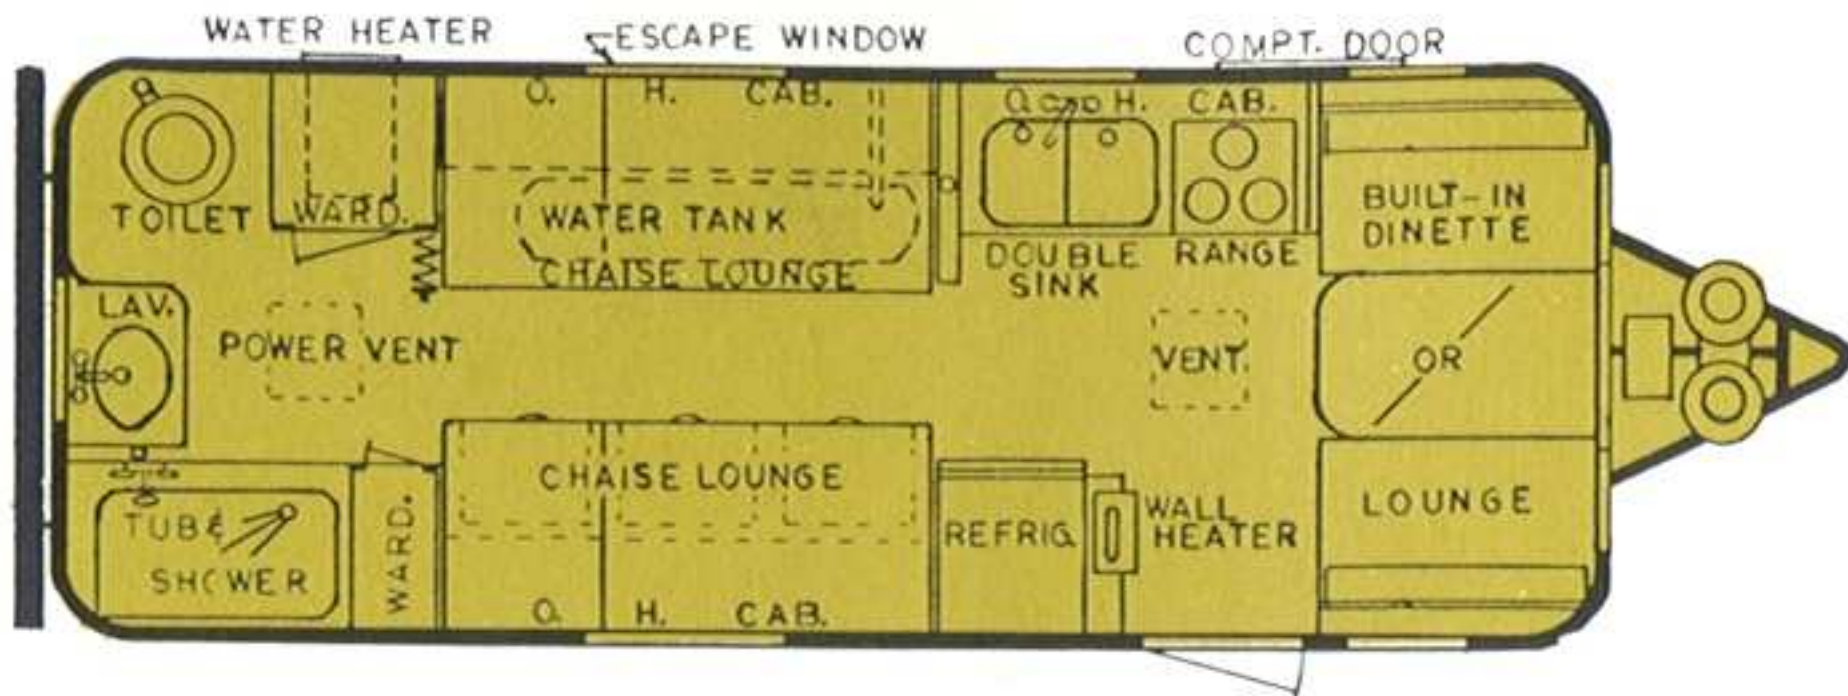 WATER HEATER
ESCAPE WINDOW
COMPT. DOOR
O. H. CAB.
O. H. CAB.
TOILET
WARD.
WATER TANK
CHAISE LOUNGE
DOUBLE
SINK
RANGE
BUILT-IN
DINETTE
LAV.
POWER VENT
VENT.
OR
CHAISE LOUNGE
TUB &
SHOWER
WARD.
REFRIG.
WALL
HEATER
LOUNGE
O. H. CAB.